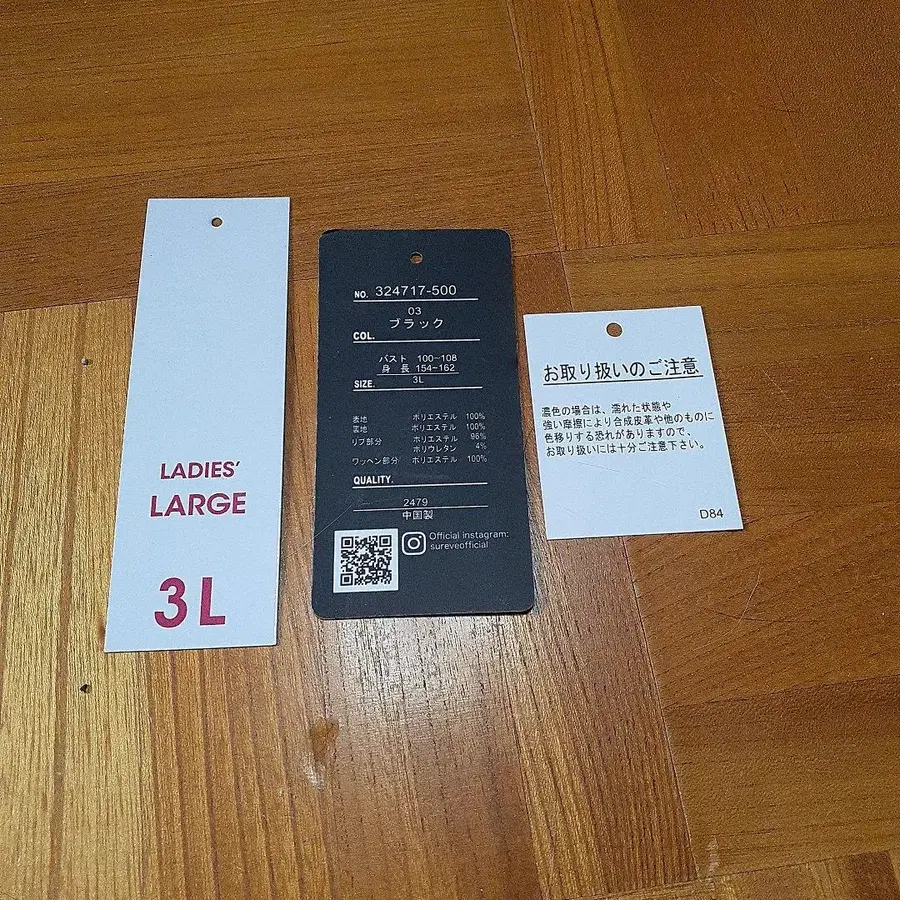 LADIES'
LARGE
3L
NO. 324717-500
03
ブラック
COL.
バスト 100~108
身 長 154~162
3L
SIZE.
表地 ポリエステル 100%
裏地 ポリエステル 100%
リブ部分 ポリエステル 96%
ポリウレタン 4%
ワッペン部分 ポリエステル 100%
QUALITY.
2479
中国製
Official instagram:
sureveofficial
お取り扱いのご注意
濃色の場合は、濡れた状態や
強い摩擦により合成皮革や他のものに
色移りする恐れがありますので、
お取り扱いには十分ご注意下さい。
D84